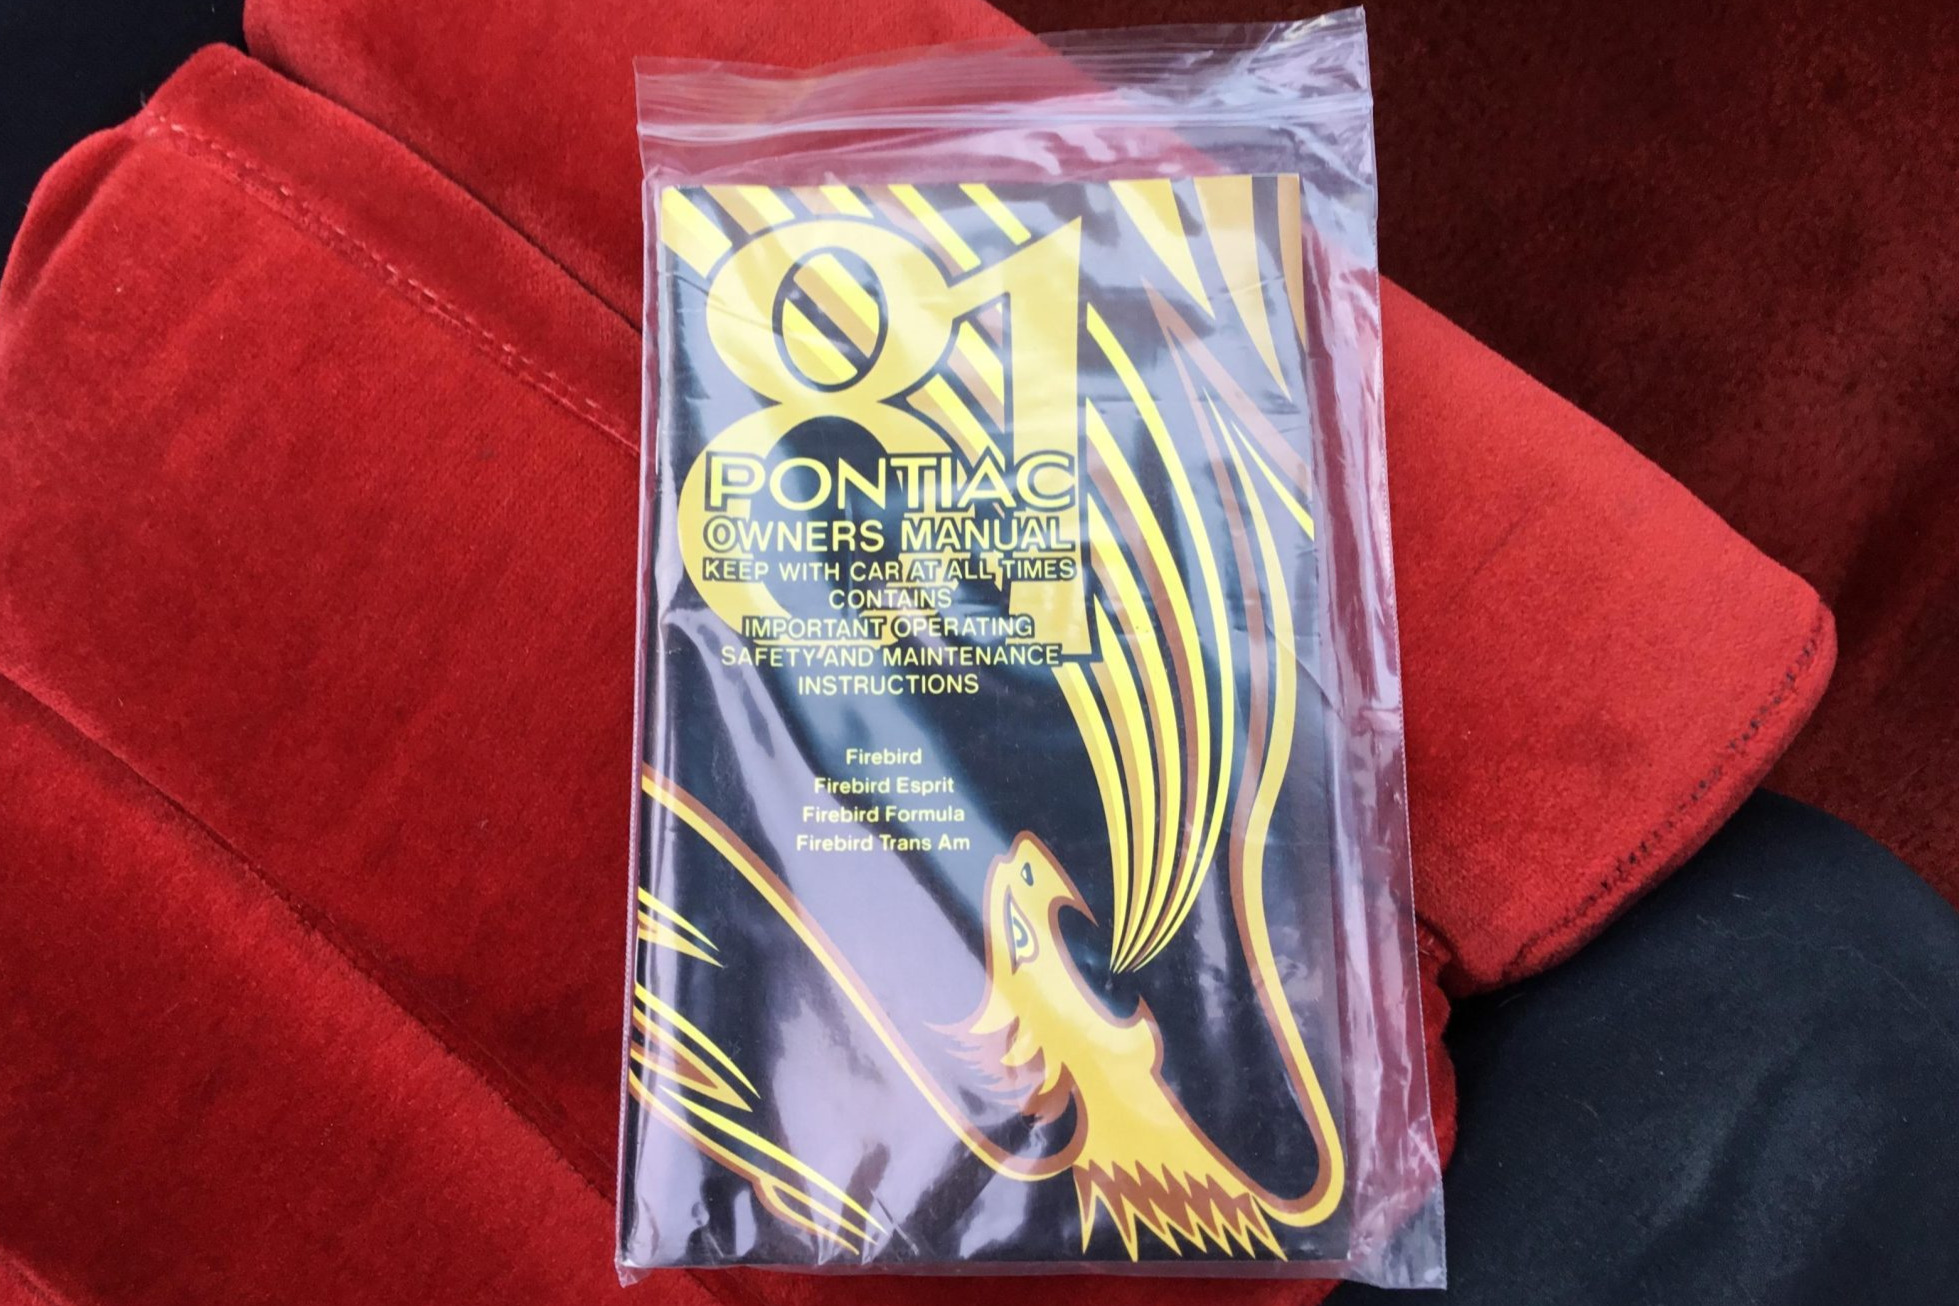 81
PONTIAC
OWNERS MANUAL
KEEP WITH CAR AT ALL TIMES
CONTAINS
IMPORTANT OPERATING
SAFETY AND MAINTENANCE
INSTRUCTIONS
Firebird
Firebird Esprit
Firebird Formula
Firebird Trans Am